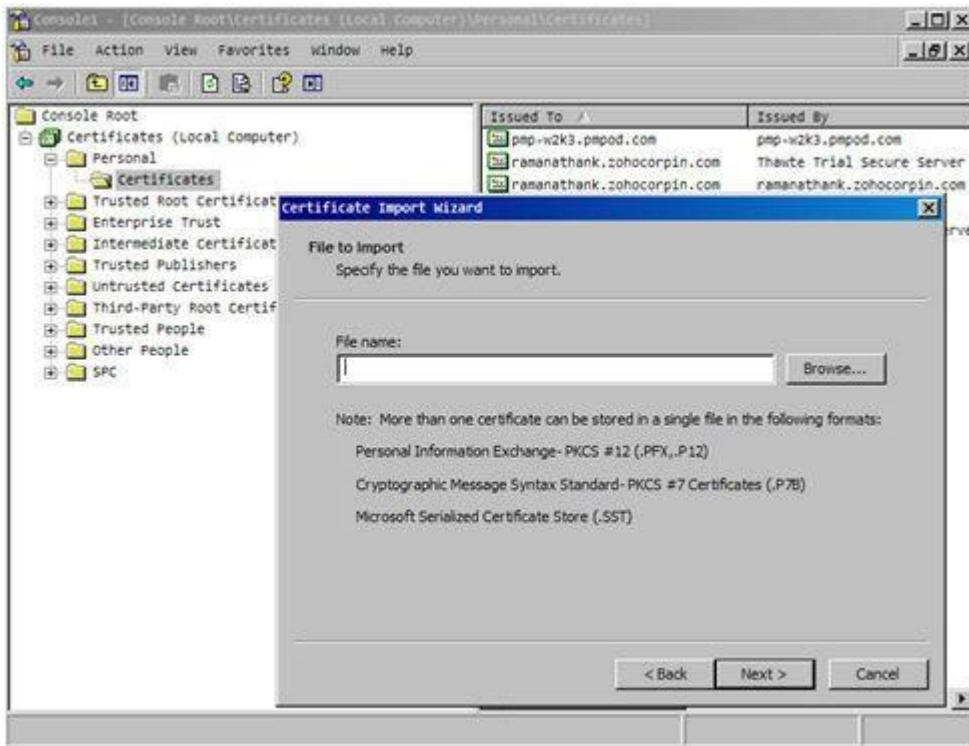 Console1 - [Console Root\Certificates (Local Computer)\Personal\Certificates]
File Action View Favorites Window Help
Console Root
Certificates (Local Computer)
Personal
Certificates
Trusted Root Certificat
Enterprise Trust
Intermediate Certificat
Trusted Publishers
Untrusted Certificates
Third-Party Root Certif
Trusted People
Other People
SPC
Issued To Issued By
pmp-w2k3.pmpod.com pmp-w2k3.pmpod.com
ramanathank.zohocorpin.com Thawte Trial Secure Server
ramanathank.zohocorpin.com ramanathank.zohocorpin.com
Certificate Import Wizard
File to Import
Specify the file you want to import.
File name:
Browse...
Note: More than one certificate can be stored in a single file in the following formats:
Personal Information Exchange- PKCS #12 (.PFX,.P12)
Cryptographic Message Syntax Standard- PKCS #7 Certificates (.P7B)
Microsoft Serialized Certificate Store (.SST)
< Back Next > Cancel